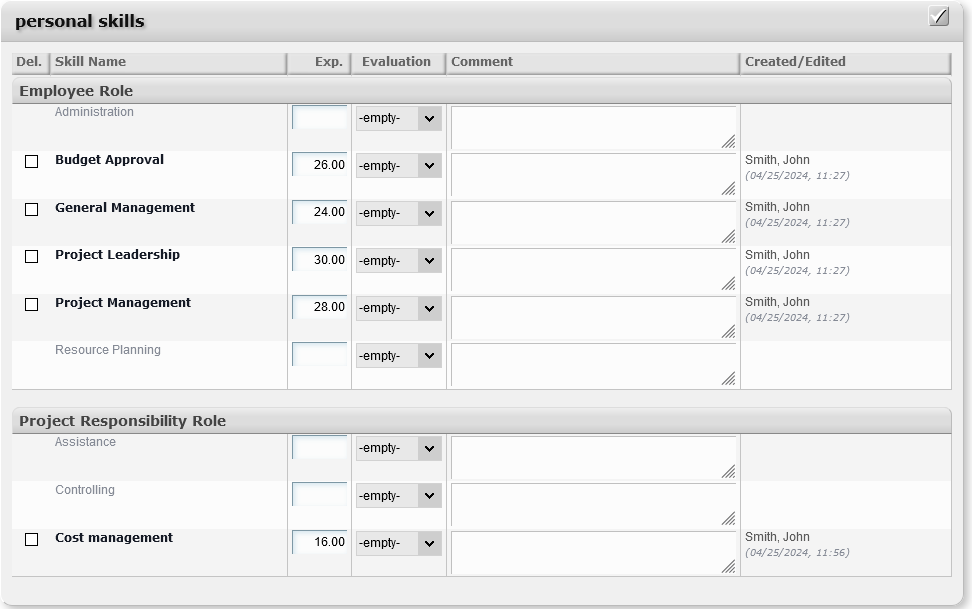 personal skills
Del. Skill Name Exp. Evaluation Comment Created/Edited
Employee Role
Administration -empty-
Budget Approval 26.00 -empty- Smith, John
(04/25/2024, 11:27)
General Management 24.00 -empty- Smith, John
(04/25/2024, 11:27)
Project Leadership 30.00 -empty- Smith, John
(04/25/2024, 11:27)
Project Management 28.00 -empty- Smith, John
(04/25/2024, 11:27)
Resource Planning -empty-
Project Responsibility Role
Assistance -empty-
Controlling -empty-
Cost management 16.00 -empty- Smith, John
(04/25/2024, 11:56)